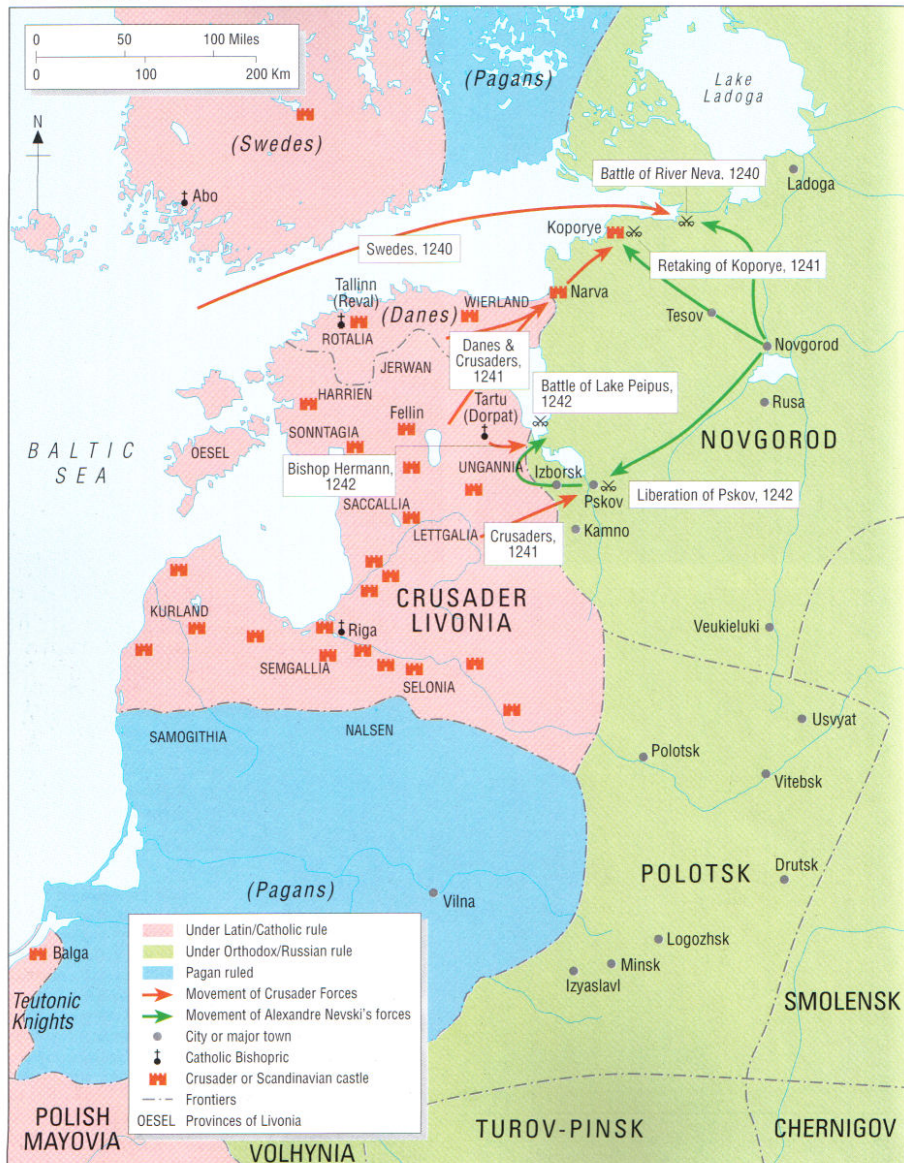 0 50 100 Miles
0 100 200 Km
N
(Pagans)
Lake
Ladoga
(Swedes)
Battle of River Neva, 1240
Ladoga
Abo
Koporye
Swedes, 1240
Retaking of Koporye, 1241
Tallinn
(Reval)
WIERLAND
Narva
(Danes)
ROTALIA
Tesov
Novgorod
JERWAN
Danes &
Crusaders,
1241
Battle of Lake Peipus,
1242
HARRIEN
Rusa
Tartu
(Dorpat)
Fellin
SONNTAGIA
NOVGOROD
BALTIC
SEA
OESEL
Bishop Hermann,
1242
UNGANNIA
Izborsk
Pskov
Liberation of Pskov, 1242
SACCALLIA
LETTGALIA
Crusaders,
1241
Kamno
CRUSADER
LIVONIA
KURLAND
Riga
Veukieluki
SEMGALLIA
SELONIA
Usvyat
SAMOGITHIA
NALSEN
Polotsk
Vitebsk
POLOTSK
Drutsk
(Pagans)
Vilna
Under Latin/Catholic rule
Under Orthodox/Russian rule
Pagan ruled
Movement of Crusader Forces
Movement of Alexandre Nevski's forces
City or major town
Catholic Bishopric
Crusader or Scandinavian castle
Frontiers
OESEL Provinces of Livonia
Logozhsk
Minsk
Izyaslavl
Balga
Teutonic
Knights
SMOLENSK
POLISH
MAYOVIA
VOLHYNIA
TUROV-PINSK
CHERNIGOV